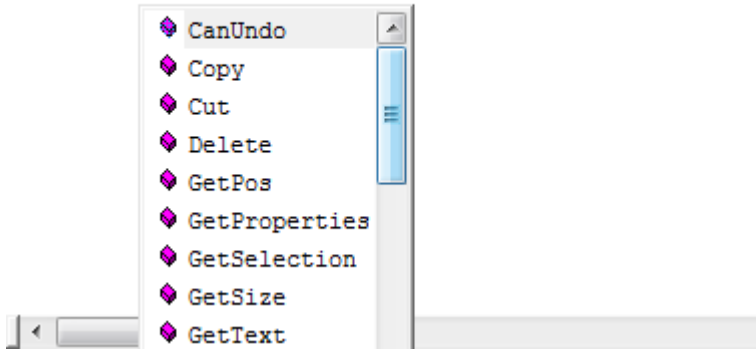 CanUndo
Copy
Cut
Delete
GetPos
GetProperties
GetSelection
GetSize
GetText